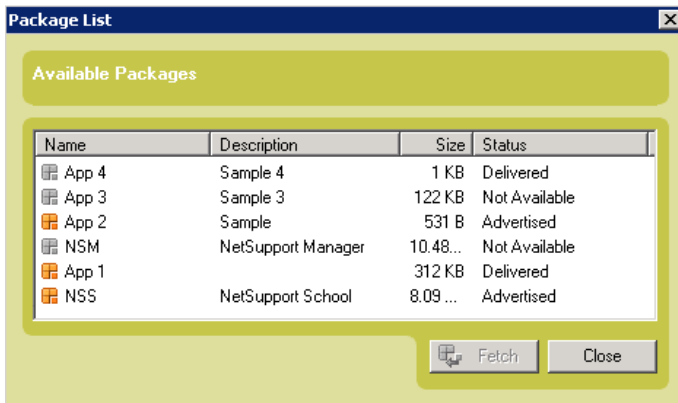 Package List
Available Packages
Name Description Size Status
App 4 Sample 4 1 KB Delivered
App 3 Sample 3 122 KB Not Available
App 2 Sample 531 B Advertised
NSM NetSupport Manager 10.48... Not Available
App 1 312 KB Delivered
NSS NetSupport School 8.09 ... Advertised
Fetch Close